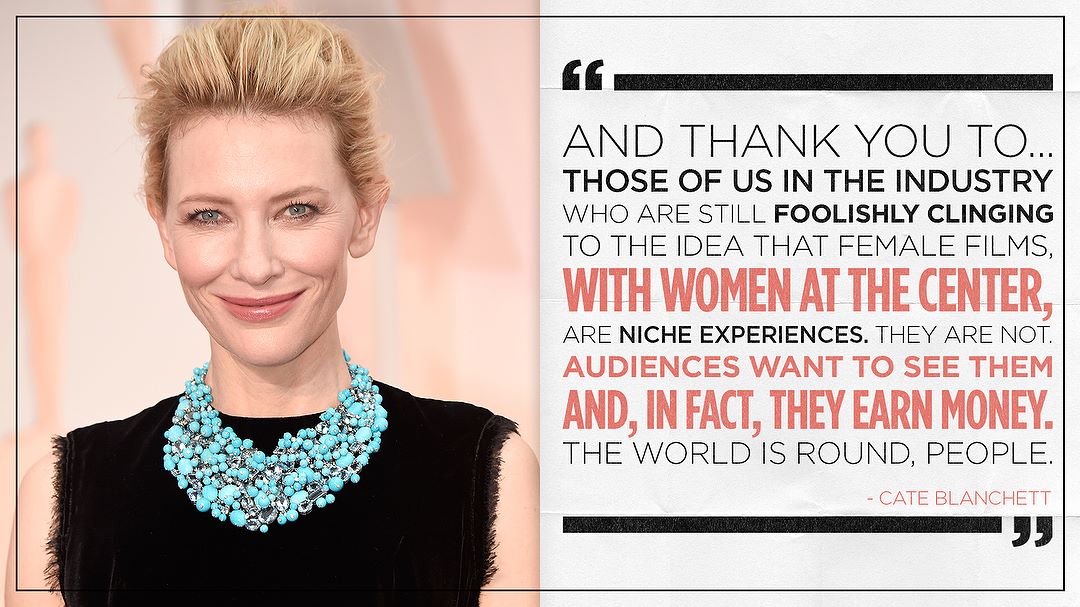 “
AND THANK YOU TO...
THOSE OF US IN THE INDUSTRY
WHO ARE STILL FOOLISHLY CLINGING
TO THE IDEA THAT FEMALE FILMS,
WITH WOMEN AT THE CENTER,
ARE NICHE EXPERIENCES. THEY ARE NOT.
AUDIENCES WANT TO SEE THEM
AND, IN FACT, THEY EARN MONEY.
THE WORLD IS ROUND, PEOPLE.
- CATE BLANCHETT
”